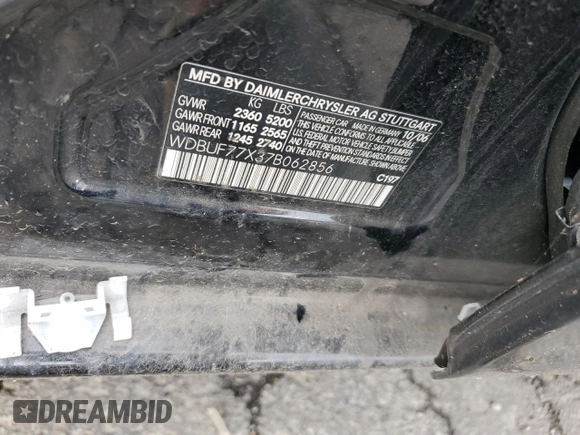 MFD BY DAIMLERCHRYSLER AG STUTTGART
KG LBS
GVWR 2360 5200
GAWR FRONT 1165 2565
GAWR REAR 1245 2740
PASSENGER CAR MADE IN GERMANY 10/06
THIS VEHICLE CONFORMS TO ALL APPLICABLE
FEDERAL MOTOR VEHICLE SAFETY, BUMPER,
AND THEFT PREVENTION STANDARDS IN EFFECT
ON THE DATE OF MANUFACTURE SHOWN ABOVE.
WDBUF77X37B062856
C197
DREAMBID